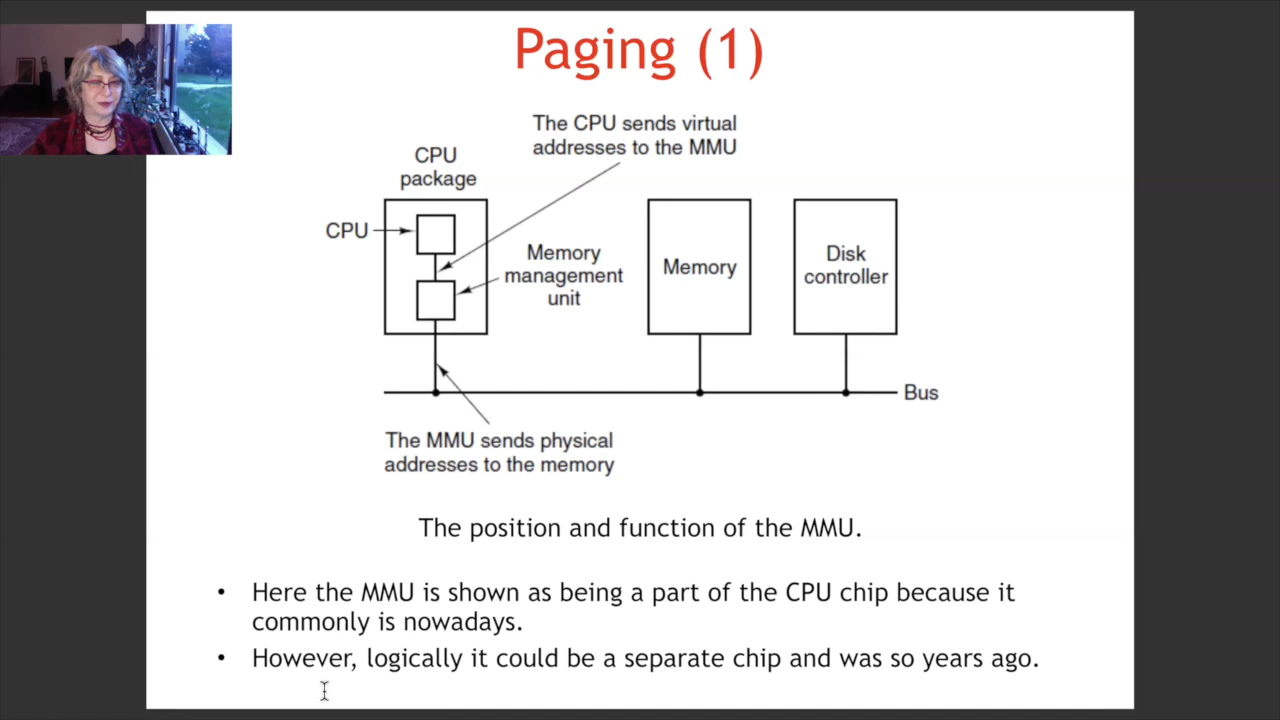 Paging (1)
The CPU sends virtual
addresses to the MMU
CPU
package
CPU
Memory
management
unit
Memory
Disk
controller
Bus
The MMU sends physical
addresses to the memory
The position and function of the MMU.
• Here the MMU is shown as being a part of the CPU chip because it
commonly is nowadays.
• However, logically it could be a separate chip and was so years ago.